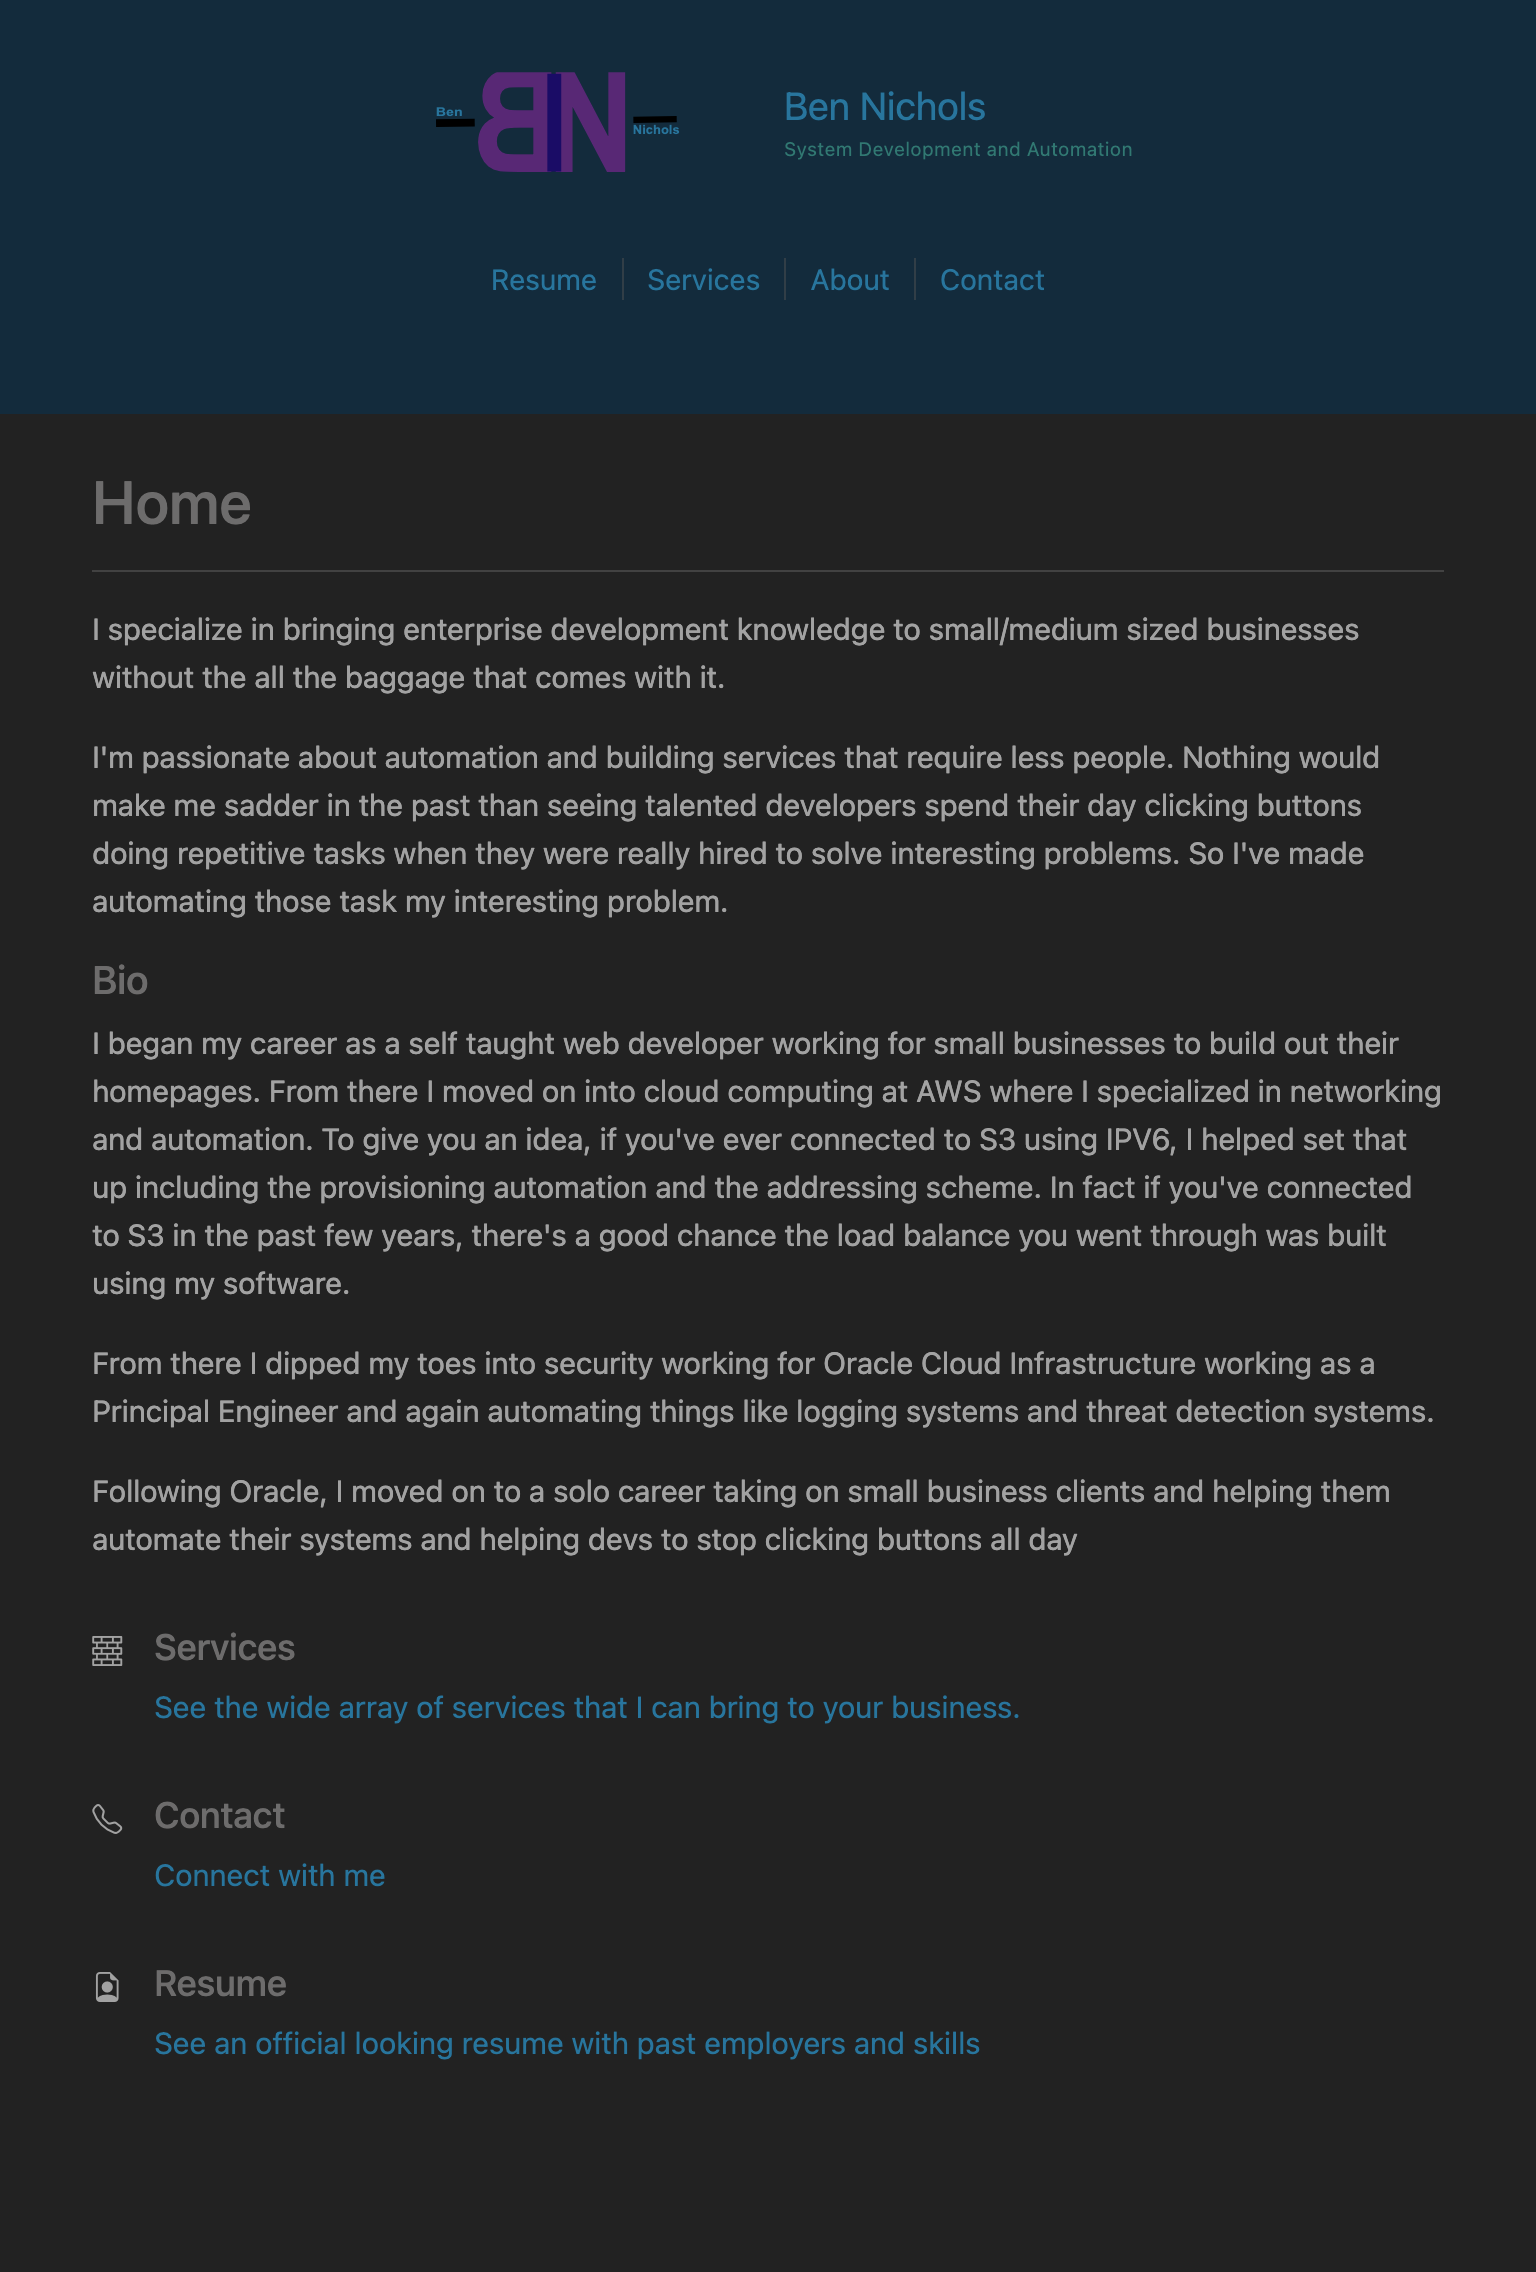 Ben
BN
Nichols
Ben Nichols
System Development and Automation
Resume
Services
About
Contact
Home
I specialize in bringing enterprise development knowledge to small/medium sized businesses
without the all the baggage that comes with it.
I'm passionate about automation and building services that require less people. Nothing would
make me sadder in the past than seeing talented developers spend their day clicking buttons
doing repetitive tasks when they were really hired to solve interesting problems. So I've made
automating those task my interesting problem.
Bio
I began my career as a self taught web developer working for small businesses to build out their
homepages. From there I moved on into cloud computing at AWS where I specialized in networking
and automation. To give you an idea, if you've ever connected to S3 using IPV6, I helped set that
up including the provisioning automation and the addressing scheme. In fact if you've connected
to S3 in the past few years, there's a good chance the load balance you went through was built
using my software.
From there I dipped my toes into security working for Oracle Cloud Infrastructure working as a
Principal Engineer and again automating things like logging systems and threat detection systems.
Following Oracle, I moved on to a solo career taking on small business clients and helping them
automate their systems and helping devs to stop clicking buttons all day
Services
See the wide array of services that I can bring to your business.
Contact
Connect with me
Resume
See an official looking resume with past employers and skills